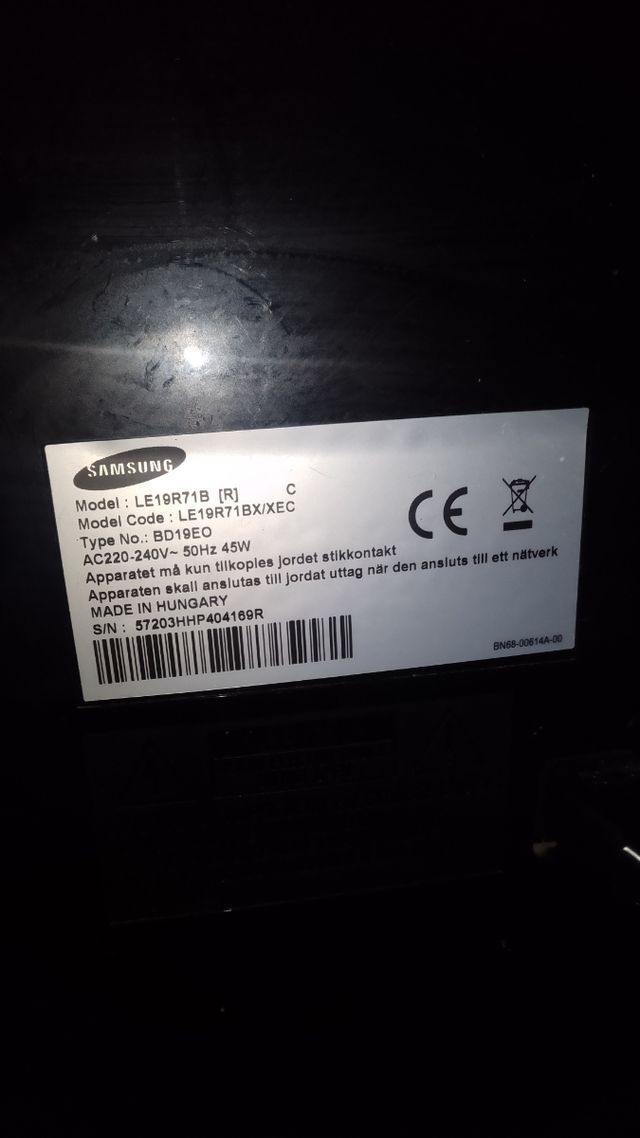 SAMSUNG
Model : LE19R71B [R] C
Model Code : LE19R71BX/XEC
Type No.: BD19EO
AC220-240V~ 50Hz 45W
Apparatet må kun tilkoples jordet stikkontakt
Apparaten skall anslutas till jordat uttag när den ansluts till ett nätverk
MADE IN HUNGARY
S/N : 57203HHP404169R
CE
BN68-00614A-00